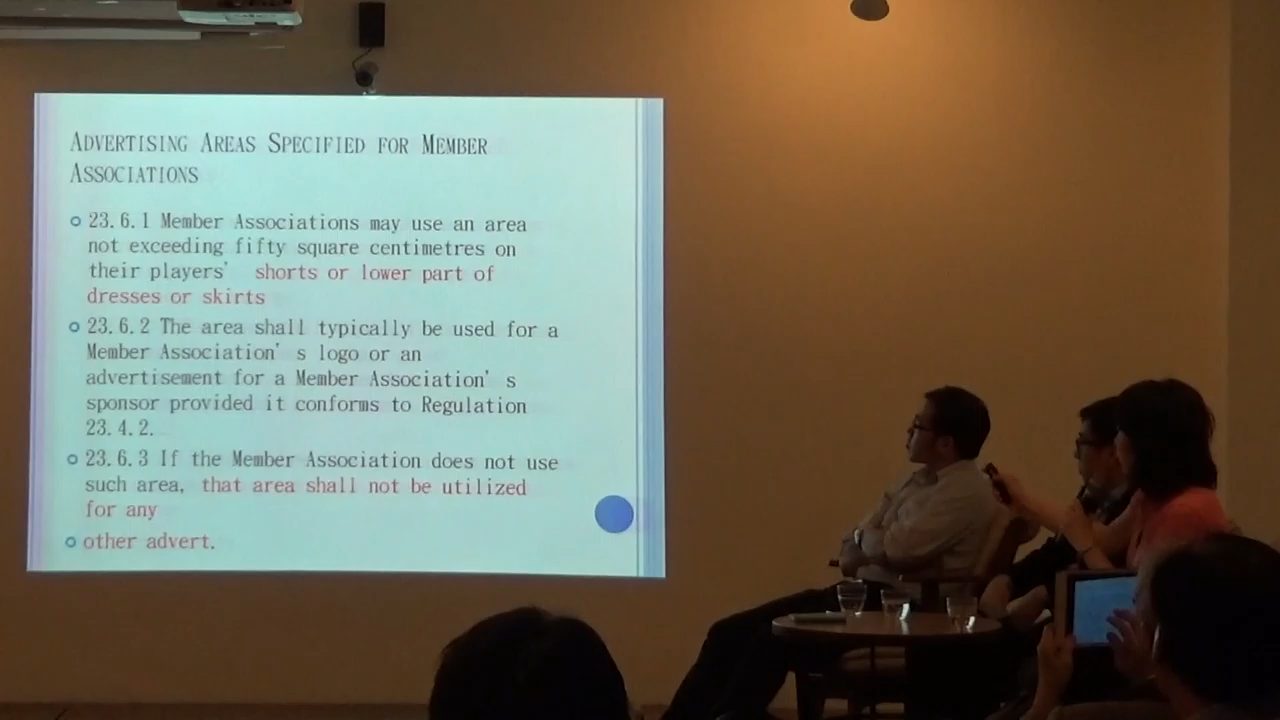 ADVERTISING AREAS SPECIFIED FOR MEMBER
ASSOCIATIONS
23.6.1 Member Associations may use an area
not exceeding fifty square centimetres on
their players' shorts or lower part of
dresses or skirts
23.6.2 The area shall typically be used for a
Member Association's logo or an
advertisement for a Member Association's
sponsor provided it conforms to Regulation
23.4.2.
23.6.3 If the Member Association does not use
such area, that area shall not be utilized
for any
other advert.